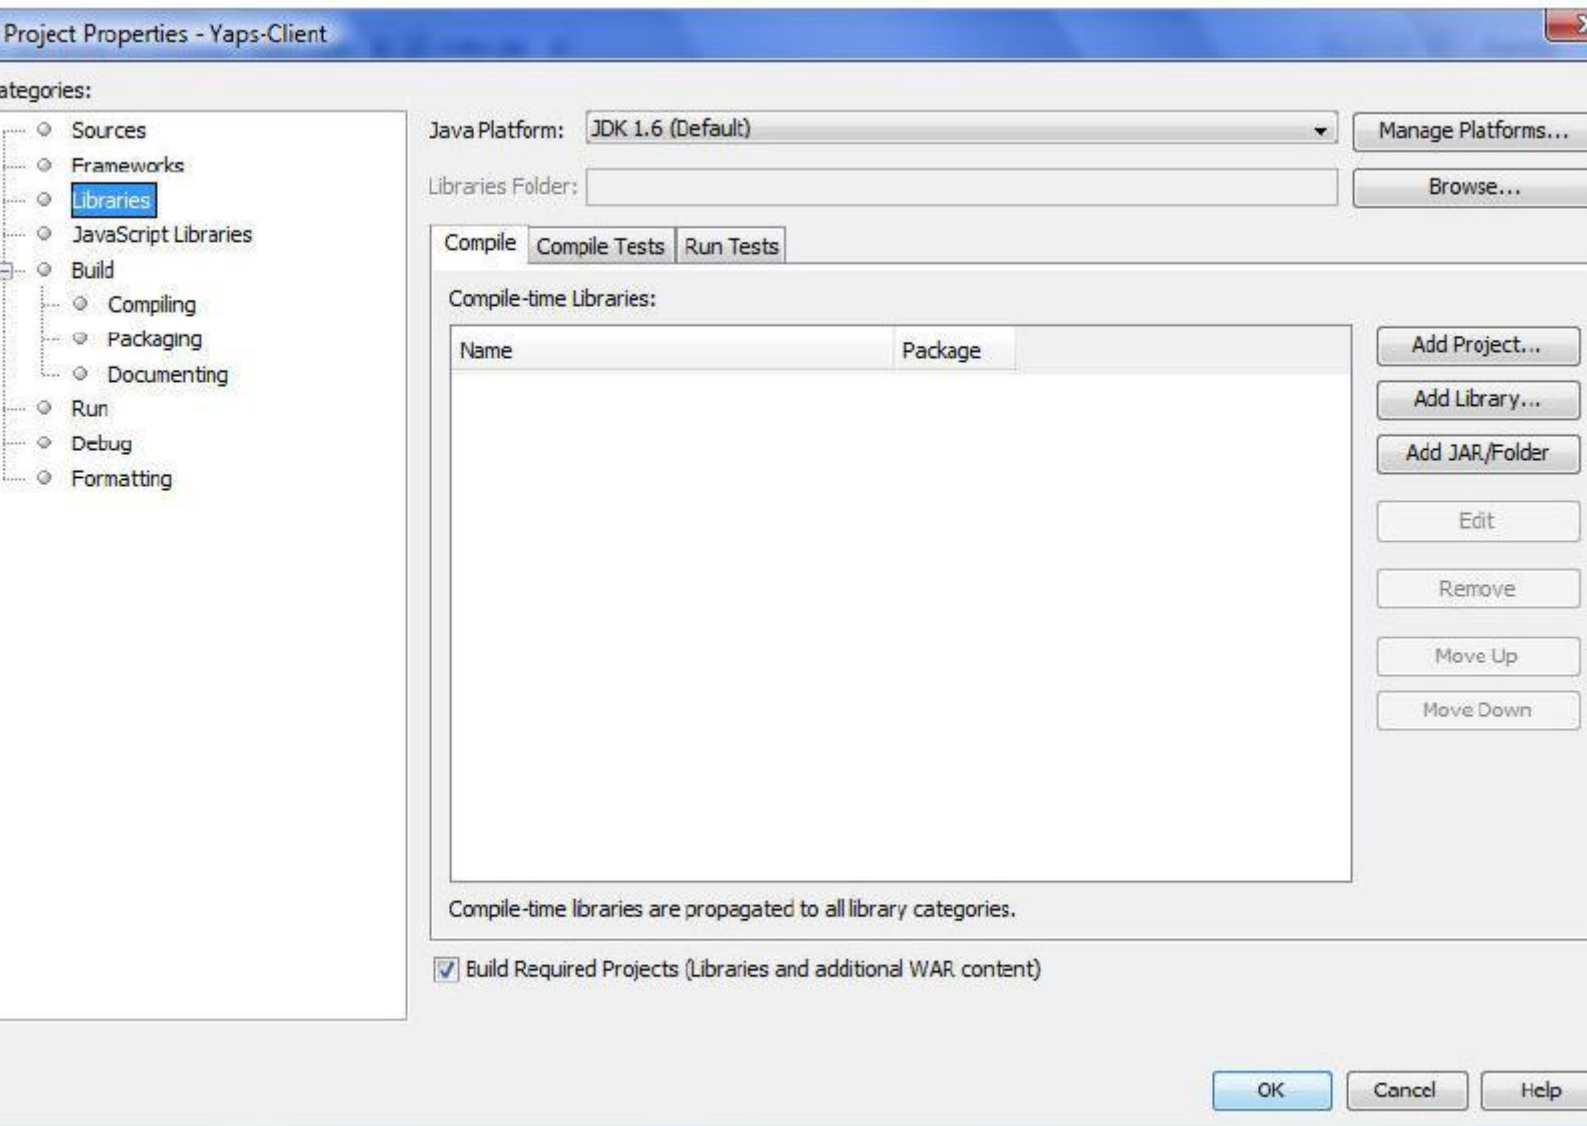 Project Properties - Yaps-Client
ategories:
Sources
Frameworks
Libraries
JavaScript Libraries
Build
Compiling
Packaging
Documenting
Run
Debug
Formatting
Java Platform: JDK 1.6 (Default) Manage Platforms...
Libraries Folder: Browse...
Compile Compile Tests Run Tests
Compile-time Libraries:
Name Package
Add Project...
Add Library...
Add JAR/Folder
Edit
Remove
Move Up
Move Down
Compile-time libraries are propagated to all library categories.
Build Required Projects (Libraries and additional WAR content)
OK Cancel Help